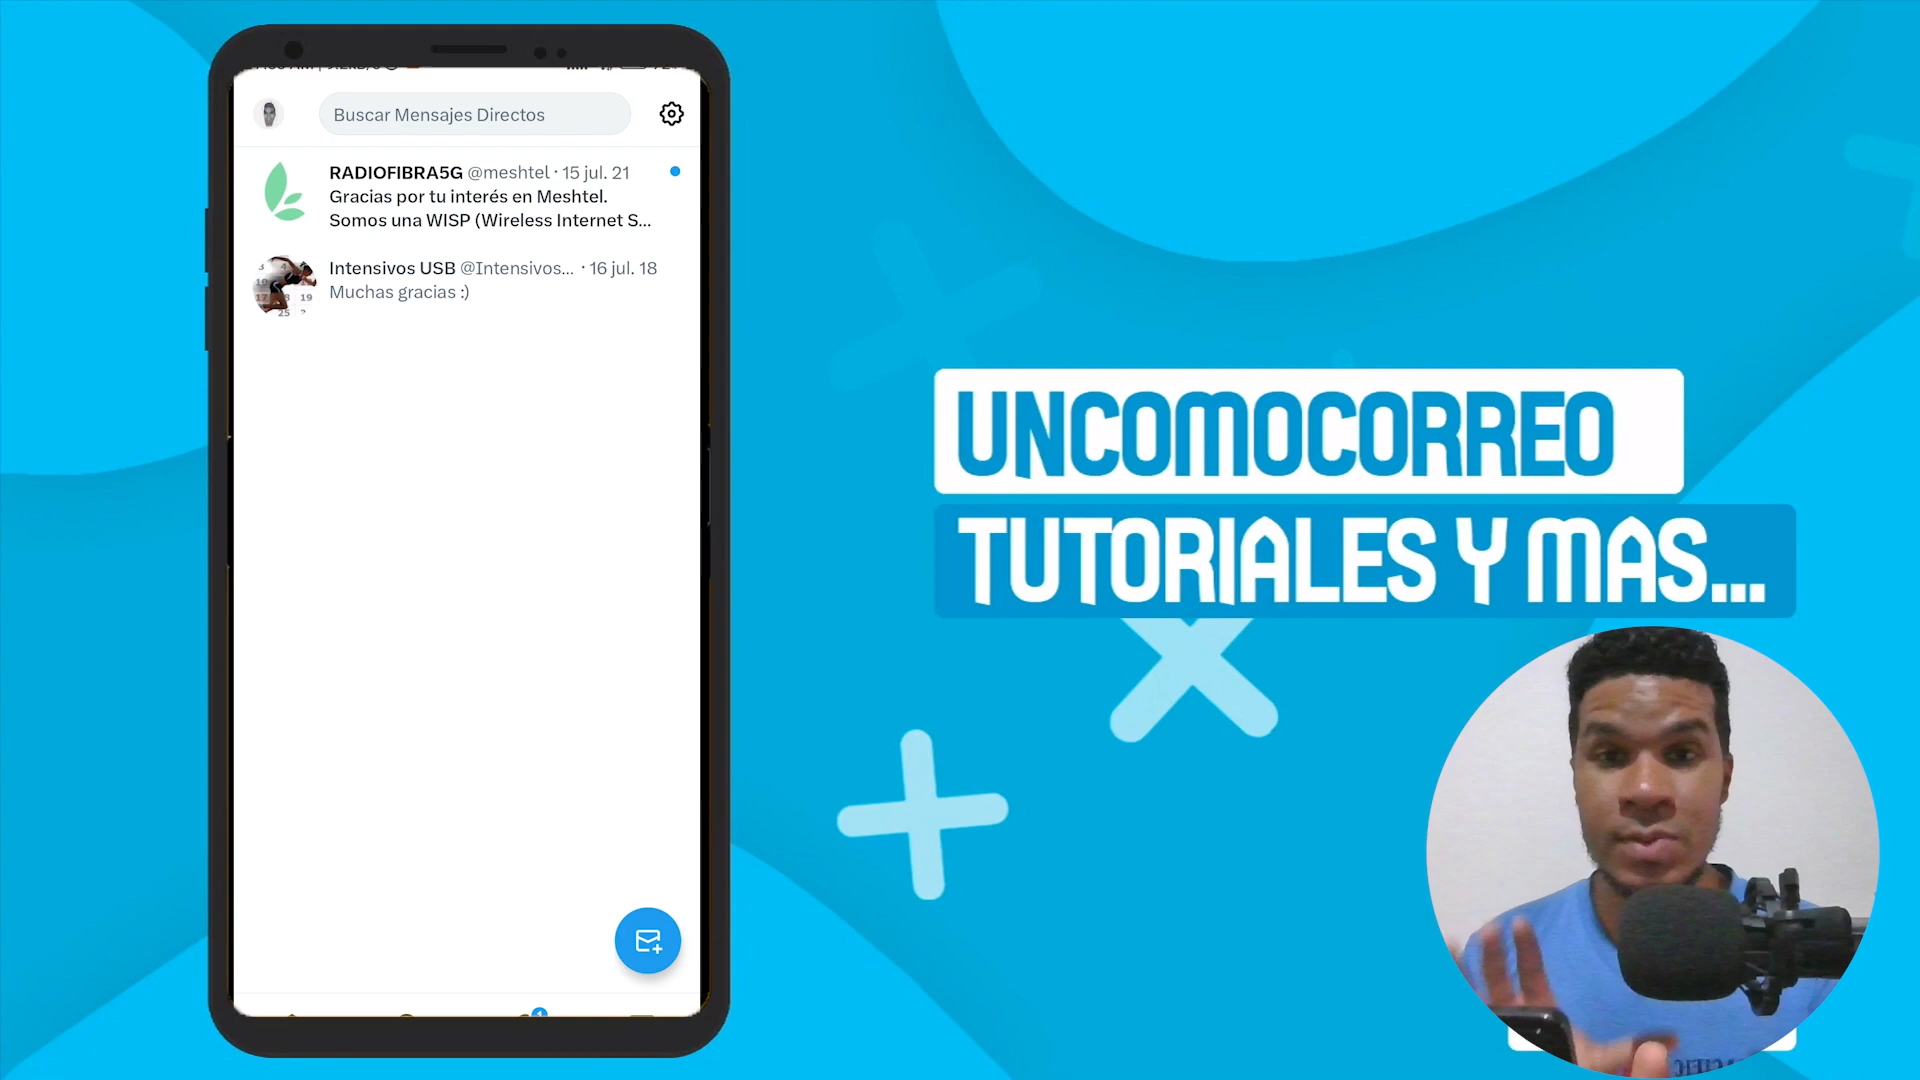 Buscar Mensajes Directos
RADIOFIBRA5G @meshtel · 15 jul. 21
Gracias por tu interés en Meshtel.
Somos una WISP (Wireless Internet S...
Intensivos USB @Intensivos... · 16 jul. 18
Muchas gracias :)
UNCOMOCORREO
TUTORIALES Y MAS...